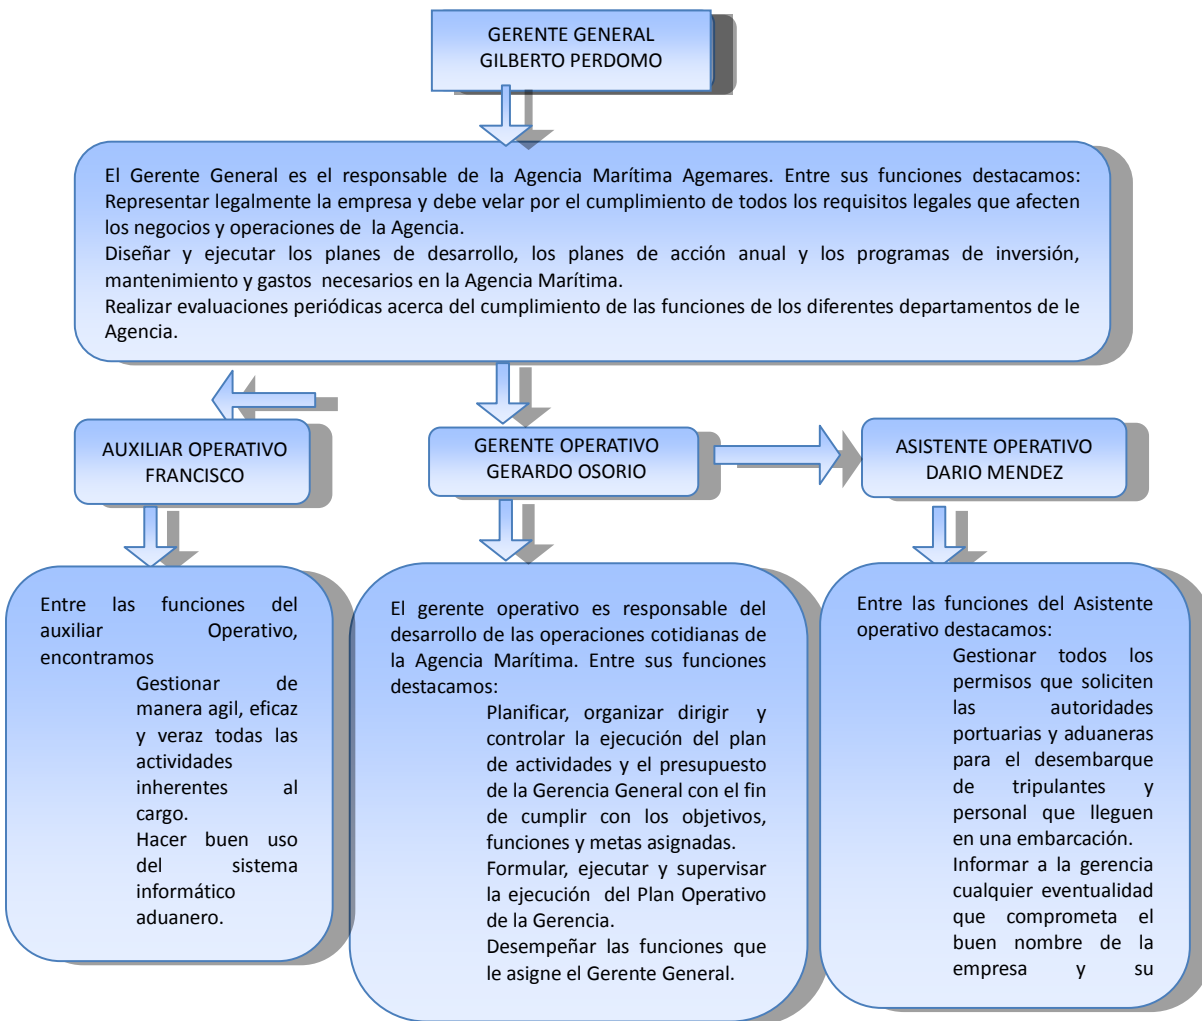 GERENTE GENERAL
GILBERTO PERDOMO
El Gerente General es el responsable de la Agencia Marítima Agemares. Entre sus funciones destacamos:
Representar legalmente la empresa y debe velar por el cumplimiento de todos los requisitos legales que afecten
los negocios y operaciones de la Agencia.
Diseñar y ejecutar los planes de desarrollo, los planes de acción anual y los programas de inversión,
mantenimiento y gastos necesarios en la Agencia Marítima.
Realizar evaluaciones periódicas acerca del cumplimiento de las funciones de los diferentes departamentos de le
Agencia.
AUXILIAR OPERATIVO
FRANCISCO
GERENTE OPERATIVO
GERARDO OSORIO
ASISTENTE OPERATIVO
DARIO MENDEZ
Entre las funciones del
auxiliar Operativo,
encontramos
Gestionar de
manera agil, eficaz
y veraz todas las
actividades
inherentes al
cargo.
Hacer buen uso
del sistema
informático
aduanero.
El gerente operativo es responsable del
desarrollo de las operaciones cotidianas de
la Agencia Marítima. Entre sus funciones
destacamos:
Planificar, organizar dirigir y
controlar la ejecución del plan
de actividades y el presupuesto
de la Gerencia General con el fin
de cumplir con los objetivos,
funciones y metas asignadas.
Formular, ejecutar y supervisar
la ejecución del Plan Operativo
de la Gerencia.
Desempeñar las funciones que
le asigne el Gerente General.
Entre las funciones del Asistente
operativo destacamos:
Gestionar todos los
permisos que soliciten
las autoridades
portuarias y aduaneras
para el desembarque
de tripulantes y
personal que lleguen
en una embarcación.
Informar a la gerencia
cualquier eventualidad
que comprometa el
buen nombre de la
empresa y su